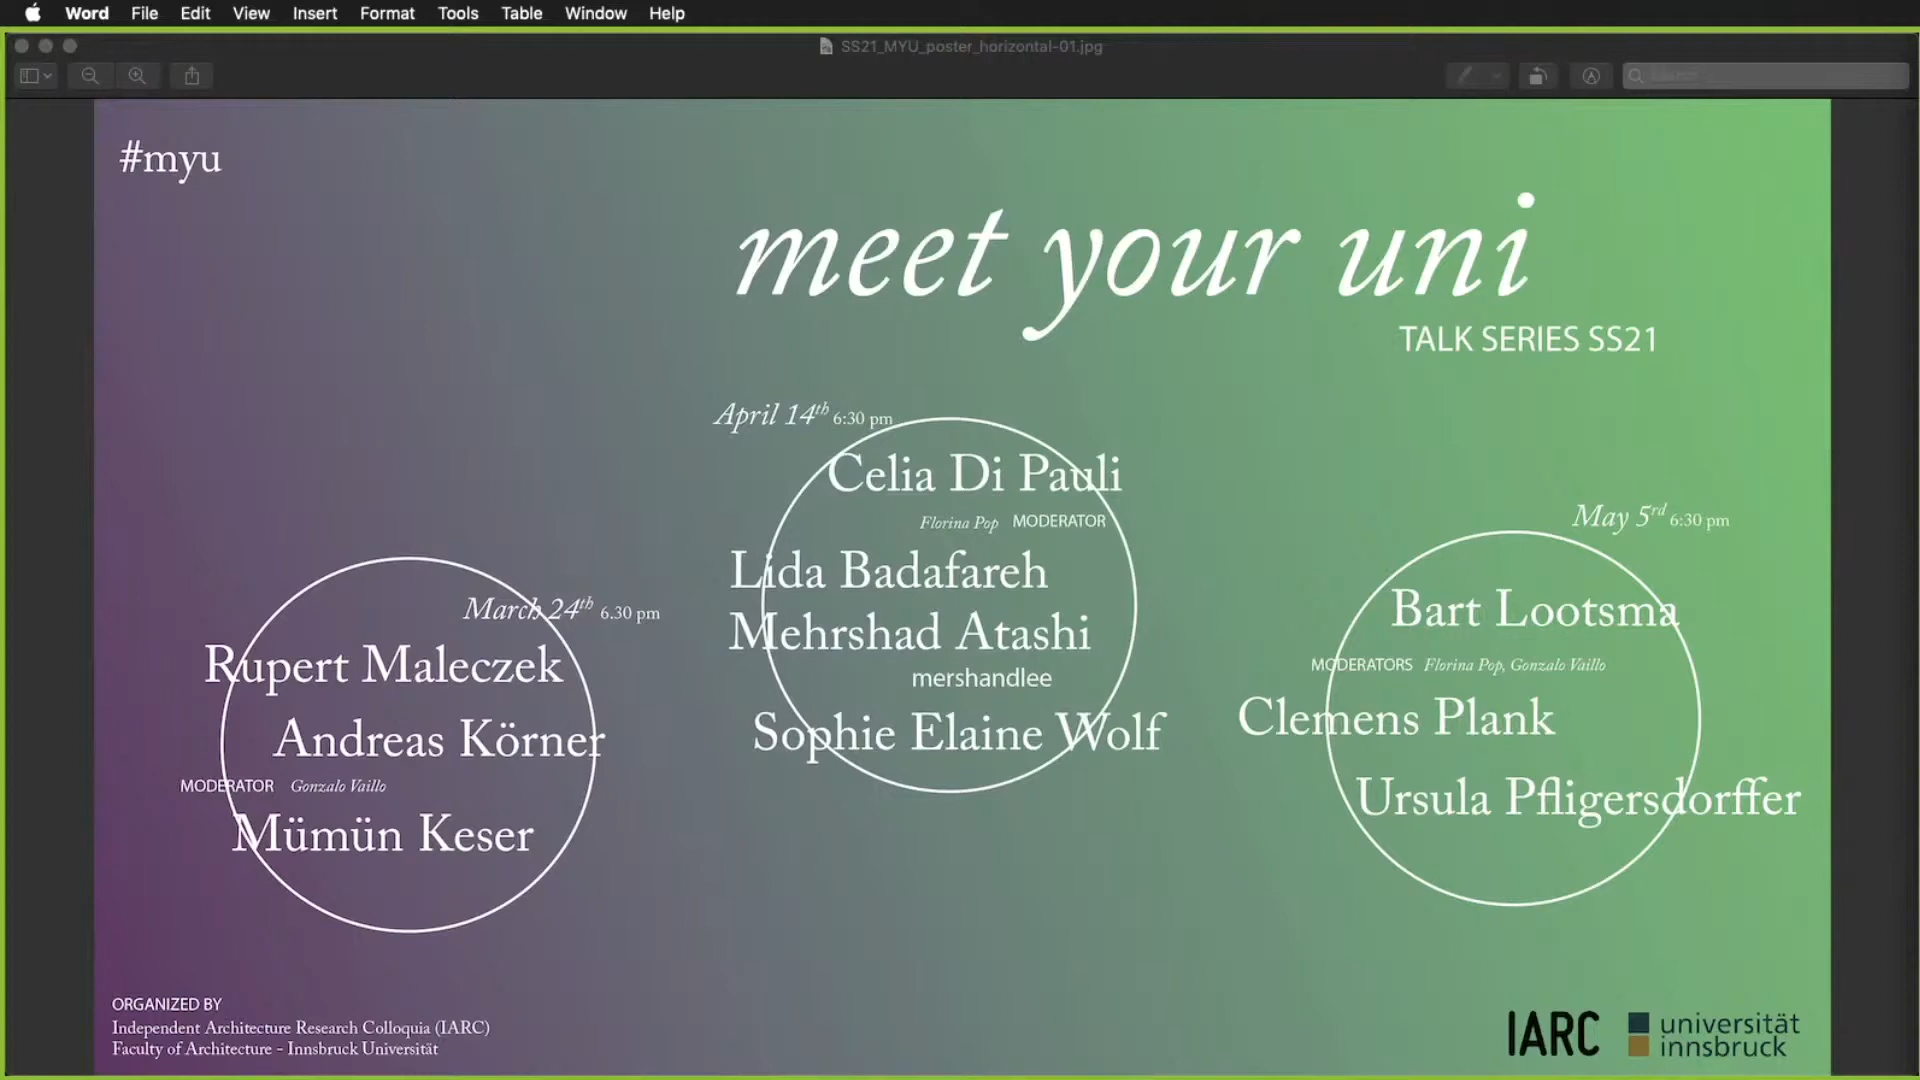 Word File Edit View Insert Format Tools Table Window Help
SS21_MYU_poster_horizontal-01.jpg
#myu
meet your uni
TALK SERIES SS21
April 14th 6:30 pm
Celia Di Pauli
Florina Pop MODERATOR
Lida Badafareh
Mehrshad Atashi
mershandlee
Sophie Elaine Wolf
March 24th 6.30 pm
Rupert Maleczek
Andreas Körner
MODERATOR Gonzalo Vaillo
Mümün Keser
May 5rd 6:30 pm
Bart Lootsma
MODERATORS Florina Pop, Gonzalo Vaillo
Clemens Plank
Ursula Pfligersdorffer
ORGANIZED BY
Independent Architecture Research Colloquia (IARC)
Faculty of Architecture - Innsbruck Universität
IARC
universität
innsbruck